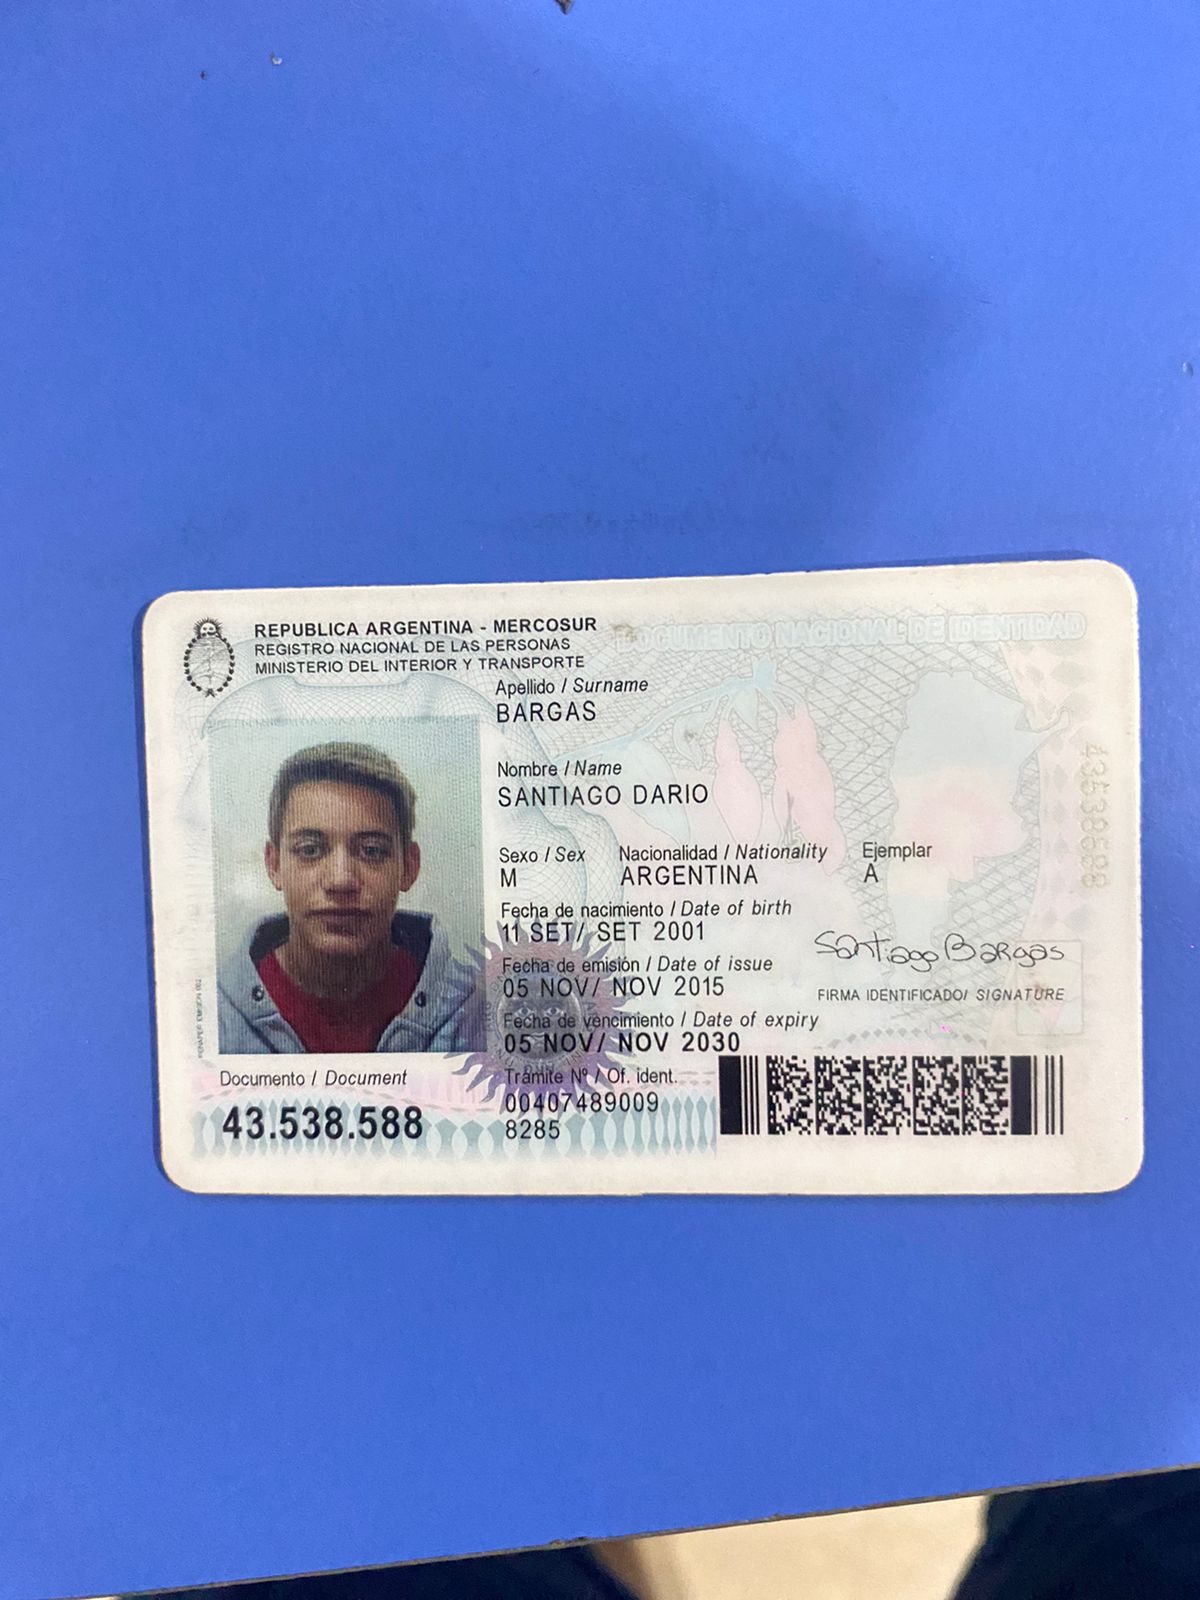 REPUBLICA ARGENTINA - MERCOSUR
REGISTRO NACIONAL DE LAS PERSONAS
MINISTERIO DEL INTERIOR Y TRANSPORTE
DOCUMENTO NACIONAL DE IDENTIDAD
Apellido / Surname
BARGAS
Nombre / Name
SANTIAGO DARIO
Sexo / Sex Nacionalidad / Nationality Ejemplar
M ARGENTINA A
Fecha de nacimiento / Date of birth
11 SET/ SET 2001
Fecha de emisión / Date of issue
05 NOV/ NOV 2015
Fecha de vencimiento / Date of expiry
05 NOV/ NOV 2030
Santiago Bargas
FIRMA IDENTIFICADO/ SIGNATURE
Documento / Document
43.538.588
Trámite Nº / Of. ident.
00407489009
8285
43538588